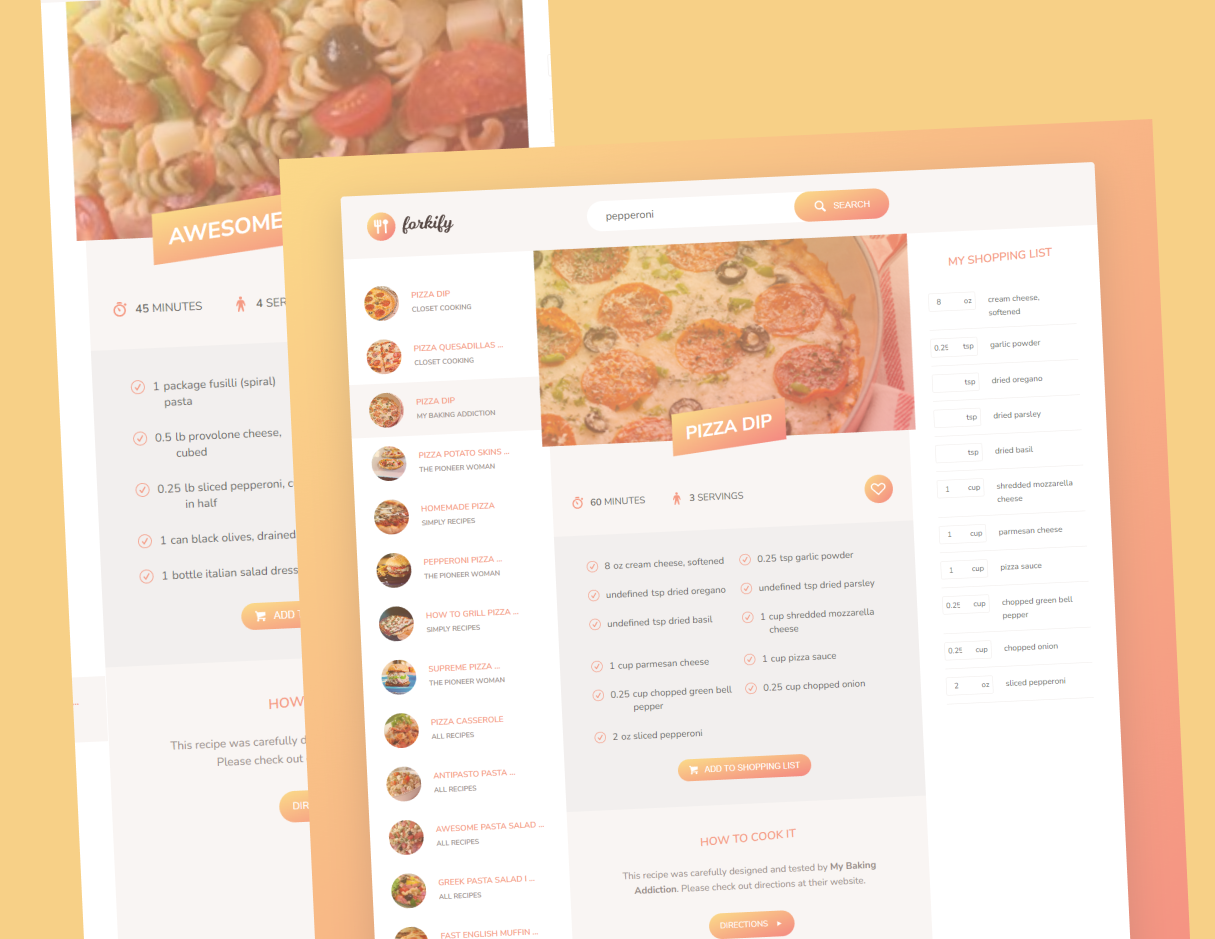 AWESOME
45 MINUTES
4 SER
1 package fusilli (spiral)
pasta
0.5 lb provolone cheese,
cubed
0.25 lb sliced pepperoni, c
in half
1 can black olives, drained
1 bottle italian salad dress
ADD T
...
HOW
This recipe was carefully d
Please check out
DIR
forkify
pepperoni
SEARCH
PIZZA DIP
CLOSET COOKING
PIZZA QUESADILLAS ...
CLOSET COOKING
PIZZA DIP
MY BAKING ADDICTION
PIZZA POTATO SKINS ...
THE PIONEER WOMAN
HOMEMADE PIZZA
SIMPLY RECIPES
PEPPERONI PIZZA ...
THE PIONEER WOMAN
HOW TO GRILL PIZZA ...
SIMPLY RECIPES
SUPREME PIZZA ...
THE PIONEER WOMAN
PIZZA CASSEROLE
ALL RECIPES
ANTIPASTO PASTA ...
ALL RECIPES
AWESOME PASTA SALAD ...
ALL RECIPES
GREEK PASTA SALAD I ...
ALL RECIPES
FAST ENGLISH MUFFIN ...
PIZZA DIP
60 MINUTES
3 SERVINGS
8 oz cream cheese, softened
0.25 tsp garlic powder
undefined tsp dried oregano
undefined tsp dried parsley
undefined tsp dried basil
1 cup shredded mozzarella
cheese
1 cup parmesan cheese
1 cup pizza sauce
0.25 cup chopped green bell
pepper
0.25 cup chopped onion
2 oz sliced pepperoni
ADD TO SHOPPING LIST
HOW TO COOK IT
This recipe was carefully designed and tested by My Baking
Addiction. Please check out directions at their website.
DIRECTIONS
MY SHOPPING LIST
8 oz cream cheese,
softened
0.25 tsp garlic powder
tsp dried oregano
tsp dried parsley
tsp dried basil
1 cup shredded mozzarella
cheese
1 cup parmesan cheese
1 cup pizza sauce
0.25 cup chopped green bell
pepper
0.25 cup chopped onion
2 oz sliced pepperoni